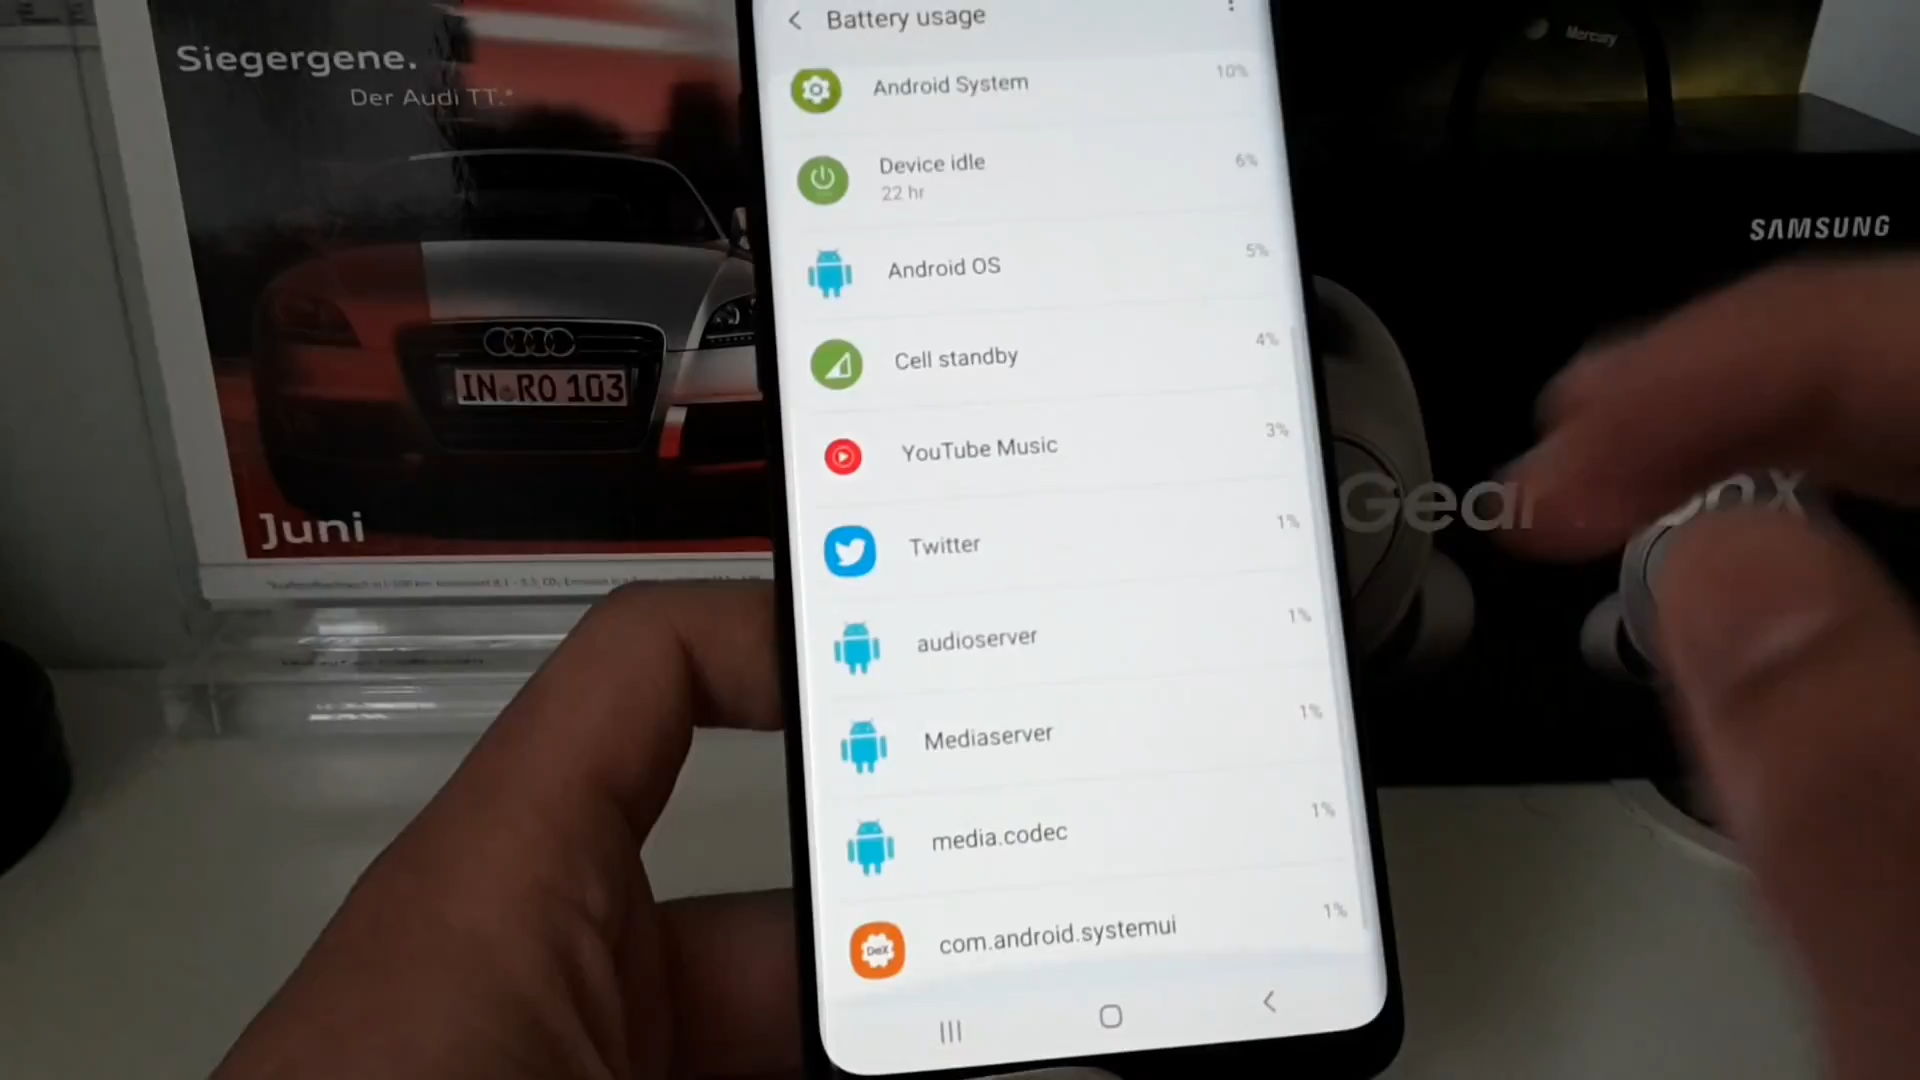 Siegergene.
Der Audi TT.*
IN RO 103
Juni
Battery usage
Android System
10%
Device idle
22 hr
6%
Android OS
5%
Cell standby
4%
YouTube Music
3%
Twitter
1%
audioserver
1%
Mediaserver
1%
media.codec
1%
DeX
com.android.systemui
1%
Mercury
SAMSUNG
Gear